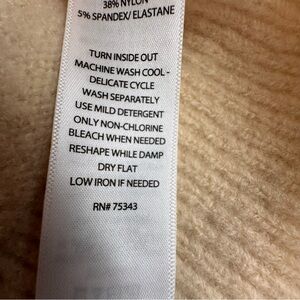 38% NYLON
5% SPANDEX/ ELASTANE
TURN INSIDE OUT
MACHINE WASH COOL -
DELICATE CYCLE
WASH SEPARATELY
USE MILD DETERGENT
ONLY NON-CHLORINE
BLEACH WHEN NEEDED
RESHAPE WHILE DAMP
DRY FLAT
LOW IRON IF NEEDED
RN# 75343